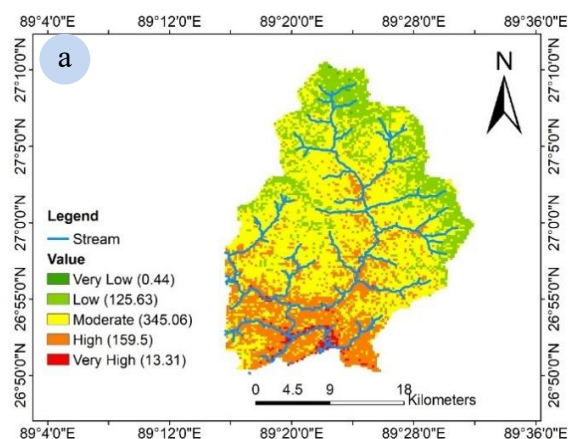 89°4'0"E 89°12'0"E 89°20'0"E 89°28'0"E 89°36'0"E
a
N
27°10'0"N 27°10'0"N
27°5'0"N 27°5'0"N
27°0'0"N 27°0'0"N
26°55'0"N 26°55'0"N
26°50'0"N 26°50'0"N
Legend
Stream
Value
Very Low (0.44)
Low (125.63)
Moderate (345.06)
High (159.5)
Very High (13.31)
0 4.5 9 18
Kilometers
89°4'0"E 89°12'0"E 89°20'0"E 89°28'0"E 89°36'0"E